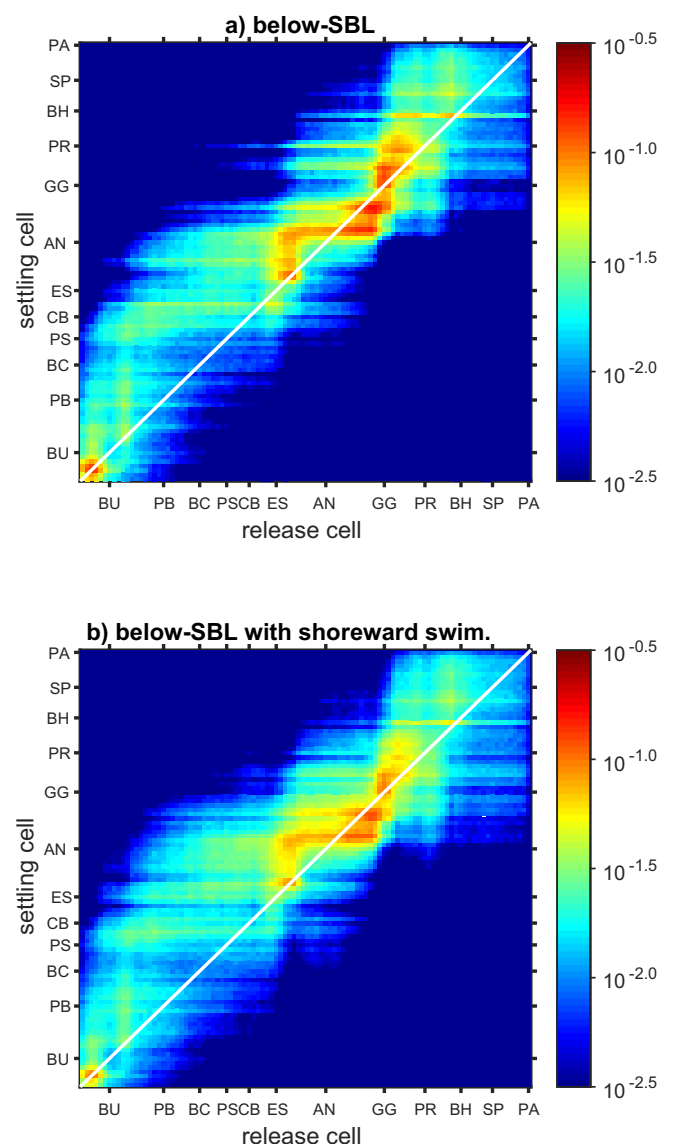 a) below-SBL
PA
SP
BH
PR
GG
AN
ES
CB
PS
BC
PB
BU
settling cell
BU PB BC PS CB ES AN GG PR BH SP PA
release cell
10^-0.5
10^-1.0
10^-1.5
10^-2.0
10^-2.5
b) below-SBL with shoreward swim.
PA
SP
BH
PR
GG
AN
ES
CB
PS
BC
PB
BU
settling cell
BU PB BC PS CB ES AN GG PR BH SP PA
release cell
10^-0.5
10^-1.0
10^-1.5
10^-2.0
10^-2.5